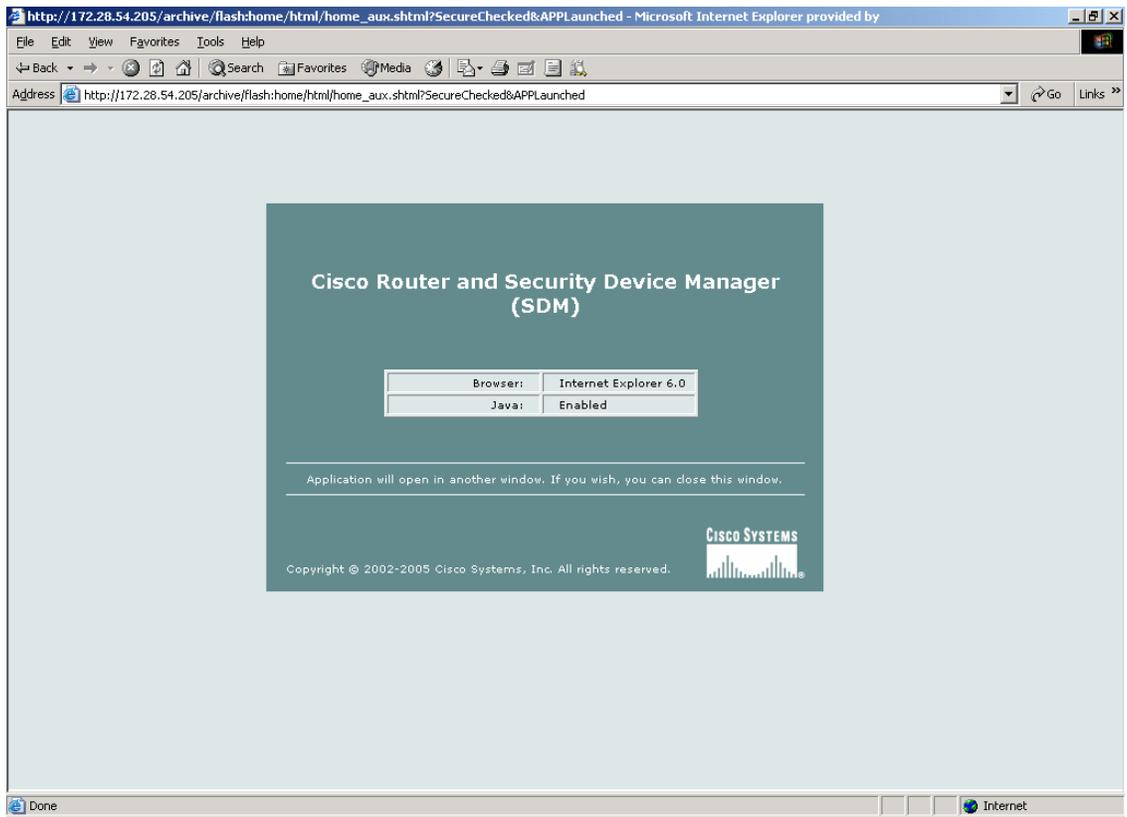 http://172.28.54.205/archive/flash:home/html/home_aux.shtml?SecureChecked&APPLaunched - Microsoft Internet Explorer provided by
File Edit View Favorites Tools Help
Back Search Favorites Media
Address http://172.28.54.205/archive/flash:home/html/home_aux.shtml?SecureChecked&APPLaunched Go Links »
Cisco Router and Security Device Manager
(SDM)
Browser: Internet Explorer 6.0
Java: Enabled
Application will open in another window. If you wish, you can close this window.
CISCO SYSTEMS
Copyright © 2002-2005 Cisco Systems, Inc. All rights reserved. ®
Done Internet